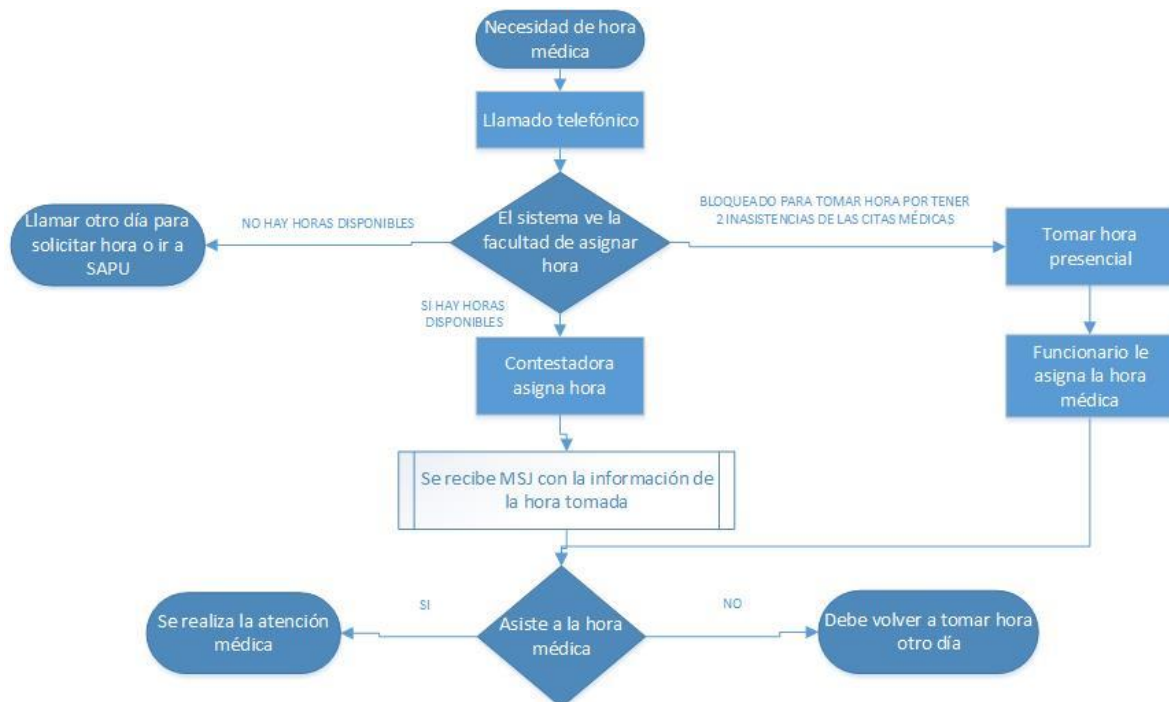 Necesidad de hora
médica
Llamado telefónico
El sistema ve la
facultad de asignar
hora
NO HAY HORAS DISPONIBLES
Llamar otro día para
solicitar hora o ir a
SAPU
BLOQUEADO PARA TOMAR HORA POR TENER
2 INASISTENCIAS DE LAS CITAS MÉDICAS
Tomar hora
presencial
SI HAY HORAS
DISPONIBLES
Contestadora
asigna hora
Funcionario le
asigna la hora
médica
Se recibe MSJ con la información de
la hora tomada
Asiste a la hora
médica
SI
Se realiza la atención
médica
NO
Debe volver a tomar hora
otro día